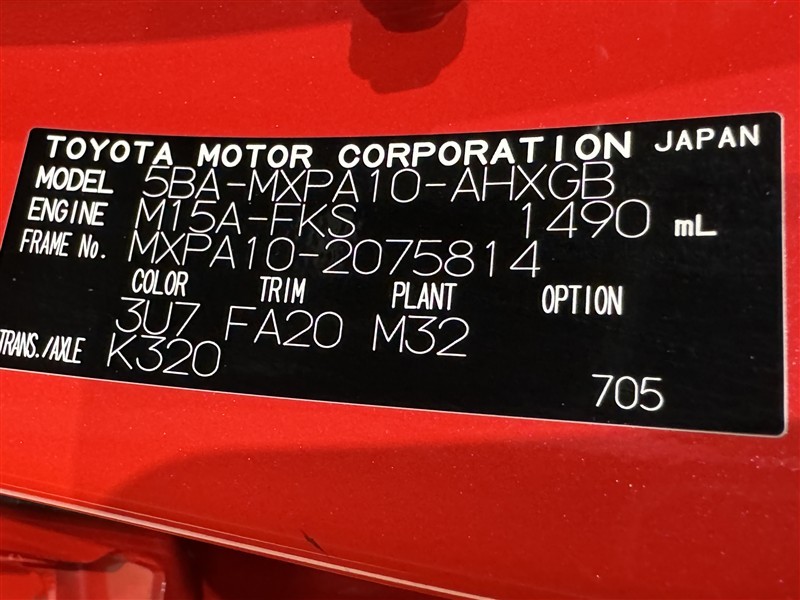 TOYOTA MOTOR CORPORATION JAPAN
MODEL 5BA-MXPA10-AHXGB
ENGINE M15A-FKS 1490 mL
FRAME No. MXPA10-2075814
COLOR TRIM PLANT OPTION
3U7 FA20 M32
TRANS./AXLE K320
705